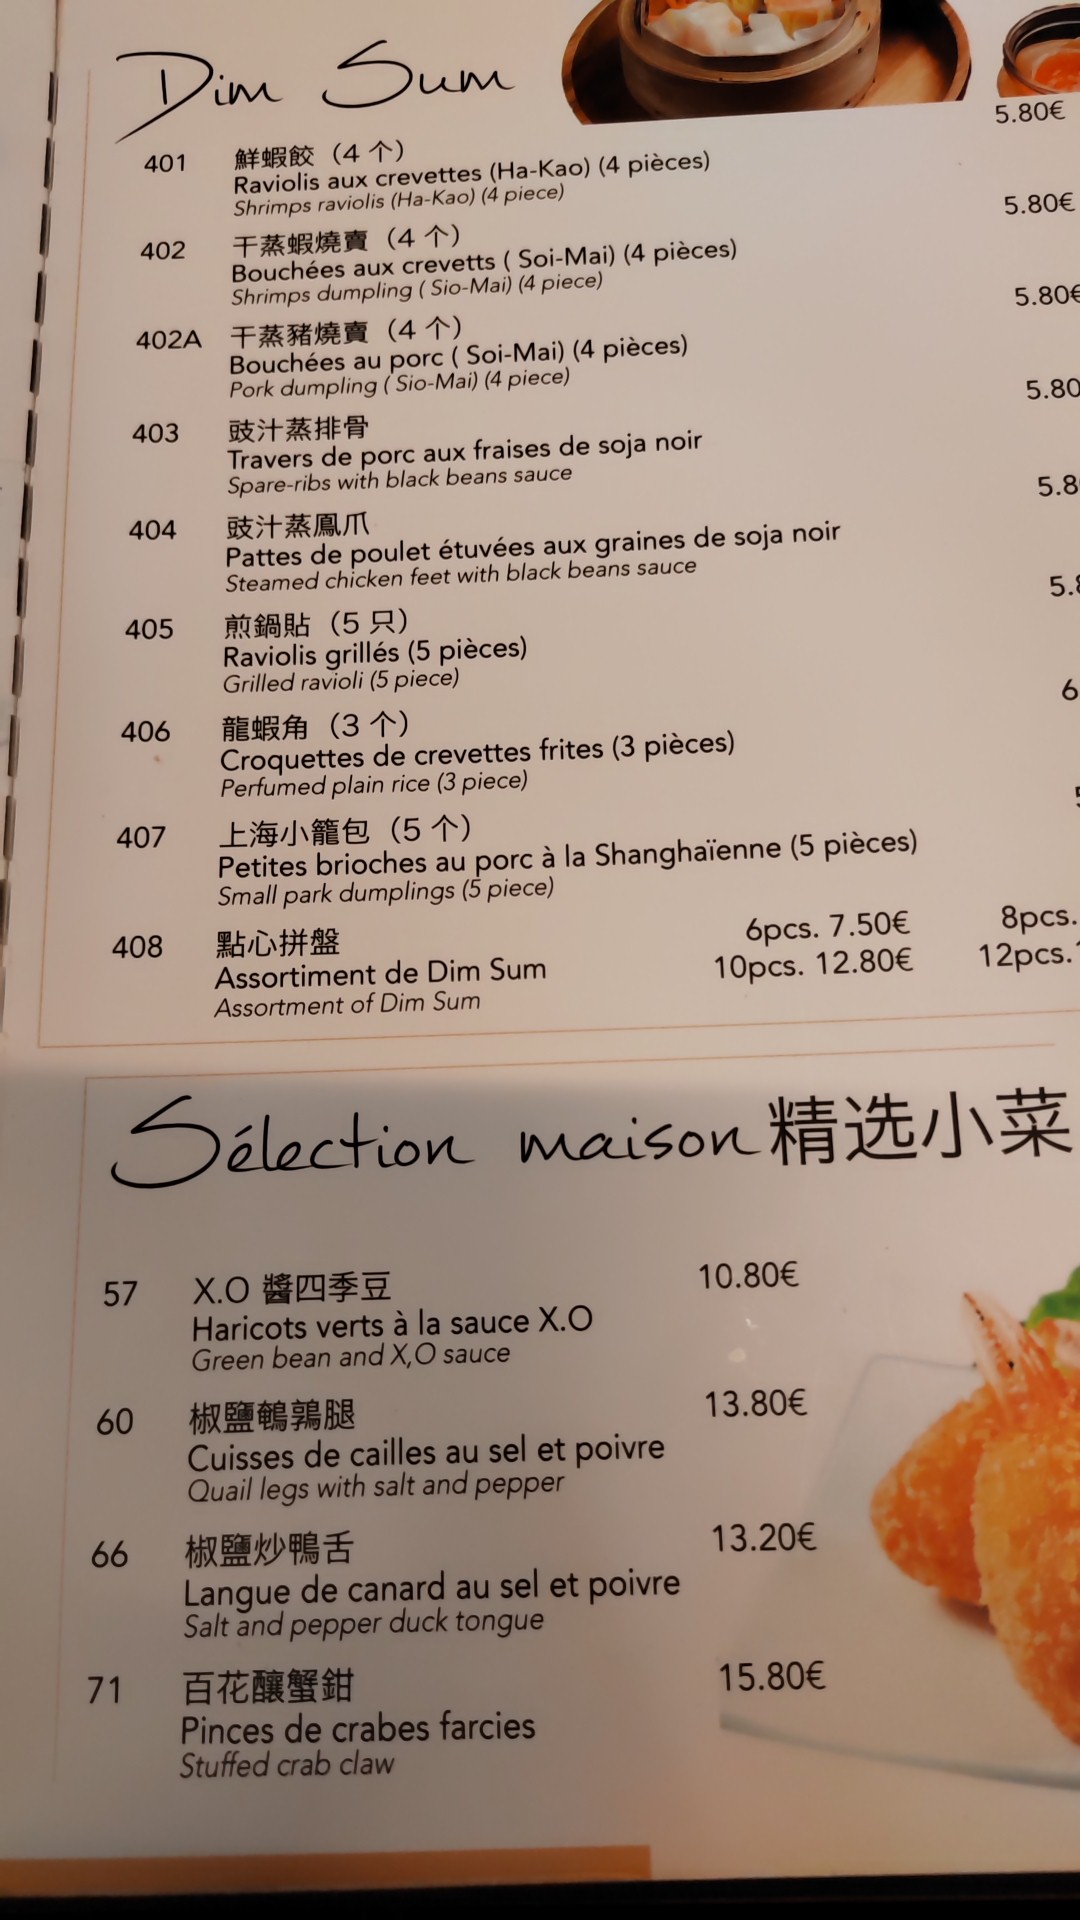 Dim Sum
401 鮮蝦餃（4 个） 5.80€
Raviolis aux crevettes (Ha-Kao) (4 pièces)
Shrimps raviolis (Ha-Kao) (4 piece)
402 干蒸蝦燒賣（4 个） 5.80€
Bouchées aux crevetts ( Soi-Mai) (4 pièces)
Shrimps dumpling ( Sio-Mai) (4 piece)
402A 干蒸豬燒賣（4 个） 5.80€
Bouchées au porc ( Soi-Mai) (4 pièces)
Pork dumpling ( Sio-Mai) (4 piece)
403 豉汁蒸排骨 5.80
Travers de porc aux fraises de soja noir
Spare-ribs with black beans sauce
404 豉汁蒸鳳爪 5.8
Pattes de poulet étuvées aux graines de soja noir
Steamed chicken feet with black beans sauce
405 煎鍋貼（5 只） 5.8
Raviolis grillés (5 pièces)
Grilled ravioli (5 piece)
406 龍蝦角（3 个） 6
Croquettes de crevettes frites (3 pièces)
Perfumed plain rice (3 piece)
407 上海小籠包（5 个）
Petites brioches au porc à la Shanghaïenne (5 pièces)
Small park dumplings (5 piece)
408 點心拼盤 6pcs. 7.50€ 8pcs.
Assortiment de Dim Sum 10pcs. 12.80€ 12pcs.
Assortment of Dim Sum
Sélection maison 精选小菜
57 X.O 醬四季豆 10.80€
Haricots verts à la sauce X.O
Green bean and X,O sauce
60 椒鹽鵪鶉腿 13.80€
Cuisses de cailles au sel et poivre
Quail legs with salt and pepper
66 椒鹽炒鴨舌 13.20€
Langue de canard au sel et poivre
Salt and pepper duck tongue
71 百花釀蟹鉗 15.80€
Pinces de crabes farcies
Stuffed crab claw